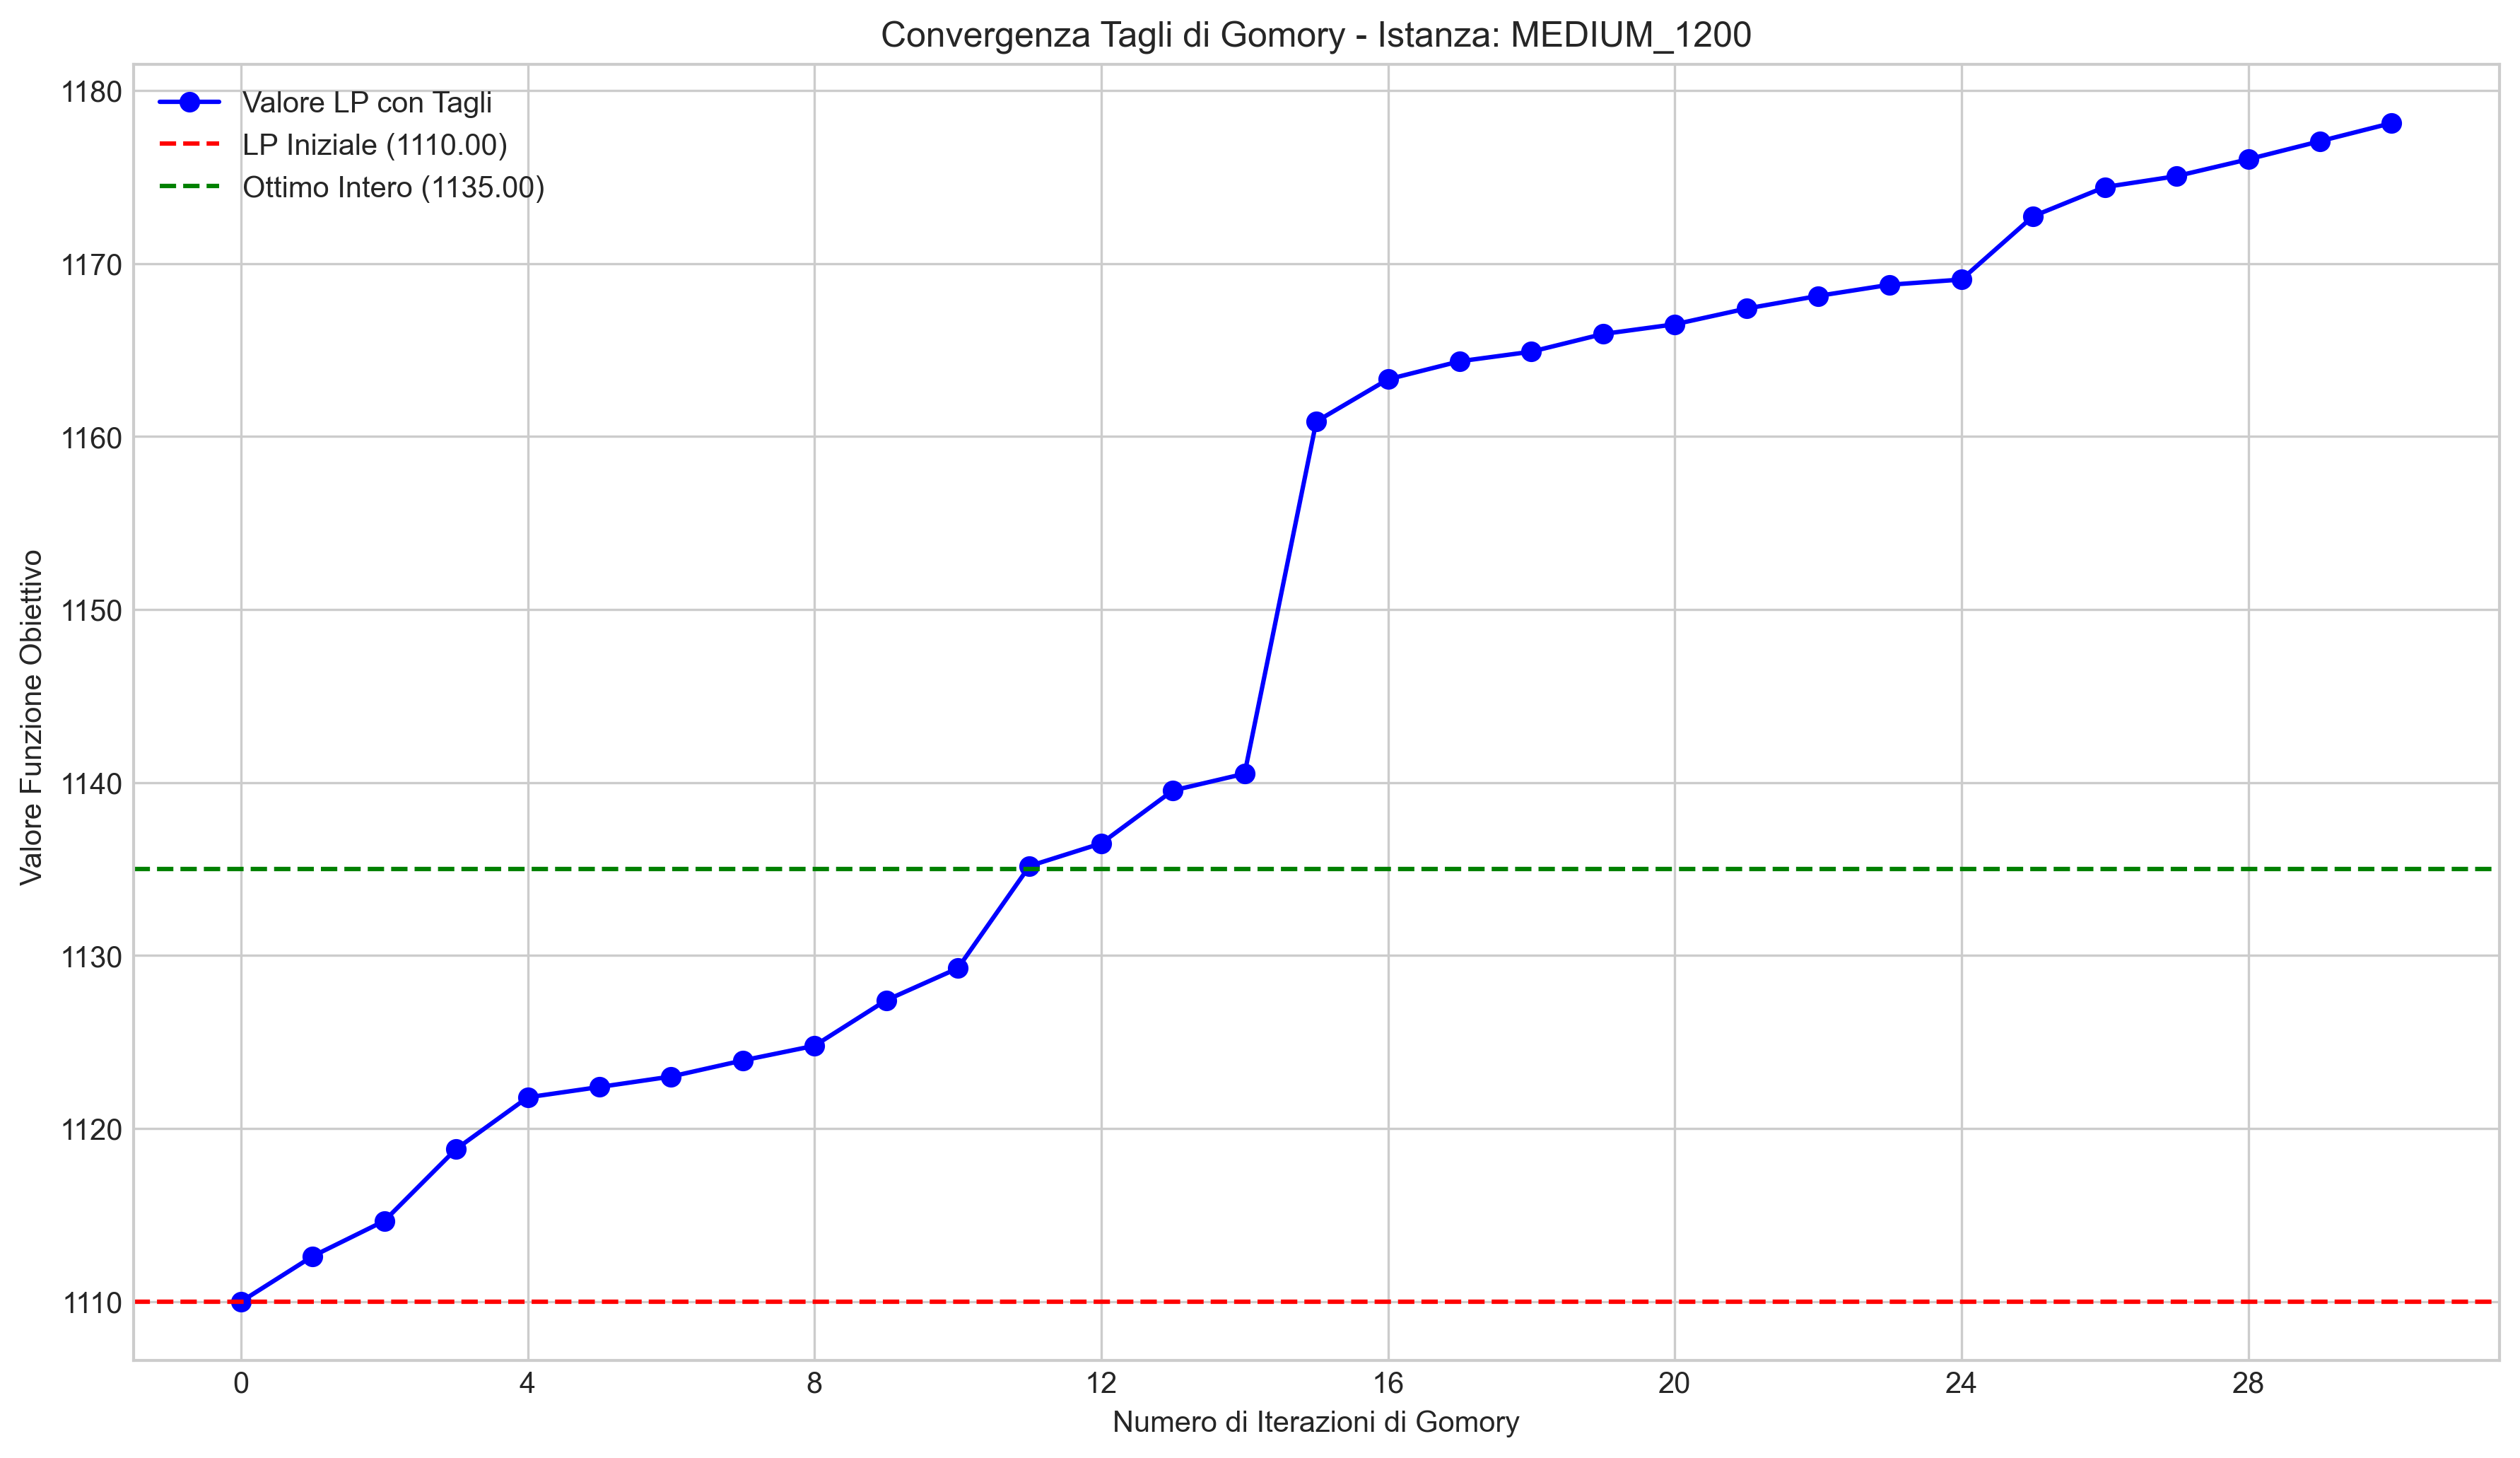 Convergenza Tagli di Gomory - Istanza: MEDIUM_1200
Valore LP con Tagli
LP Iniziale (1110.00)
Ottimo Intero (1135.00)
Valore Funzione Obiettivo
1180
1170
1160
1150
1140
1130
1120
1110
0 4 8 12 16 20 24 28
Numero di Iterazioni di Gomory